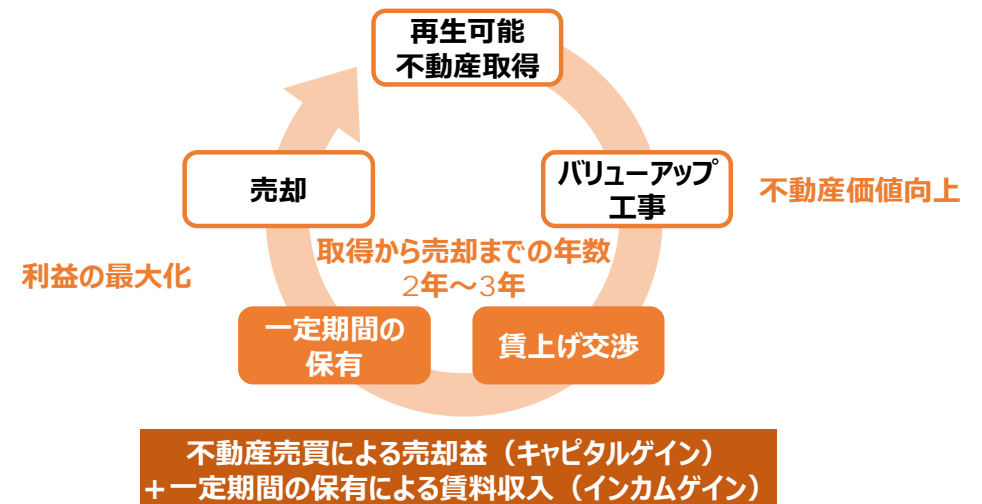 再生可能
不動産取得
バリューアップ
工事
不動産価値向上
売却
取得から売却までの年数
2年～3年
利益の最大化
一定期間の
保有
賃上げ交渉
不動産売買による売却益（キャピタルゲイン）
＋一定期間の保有による賃料収入（インカムゲイン）